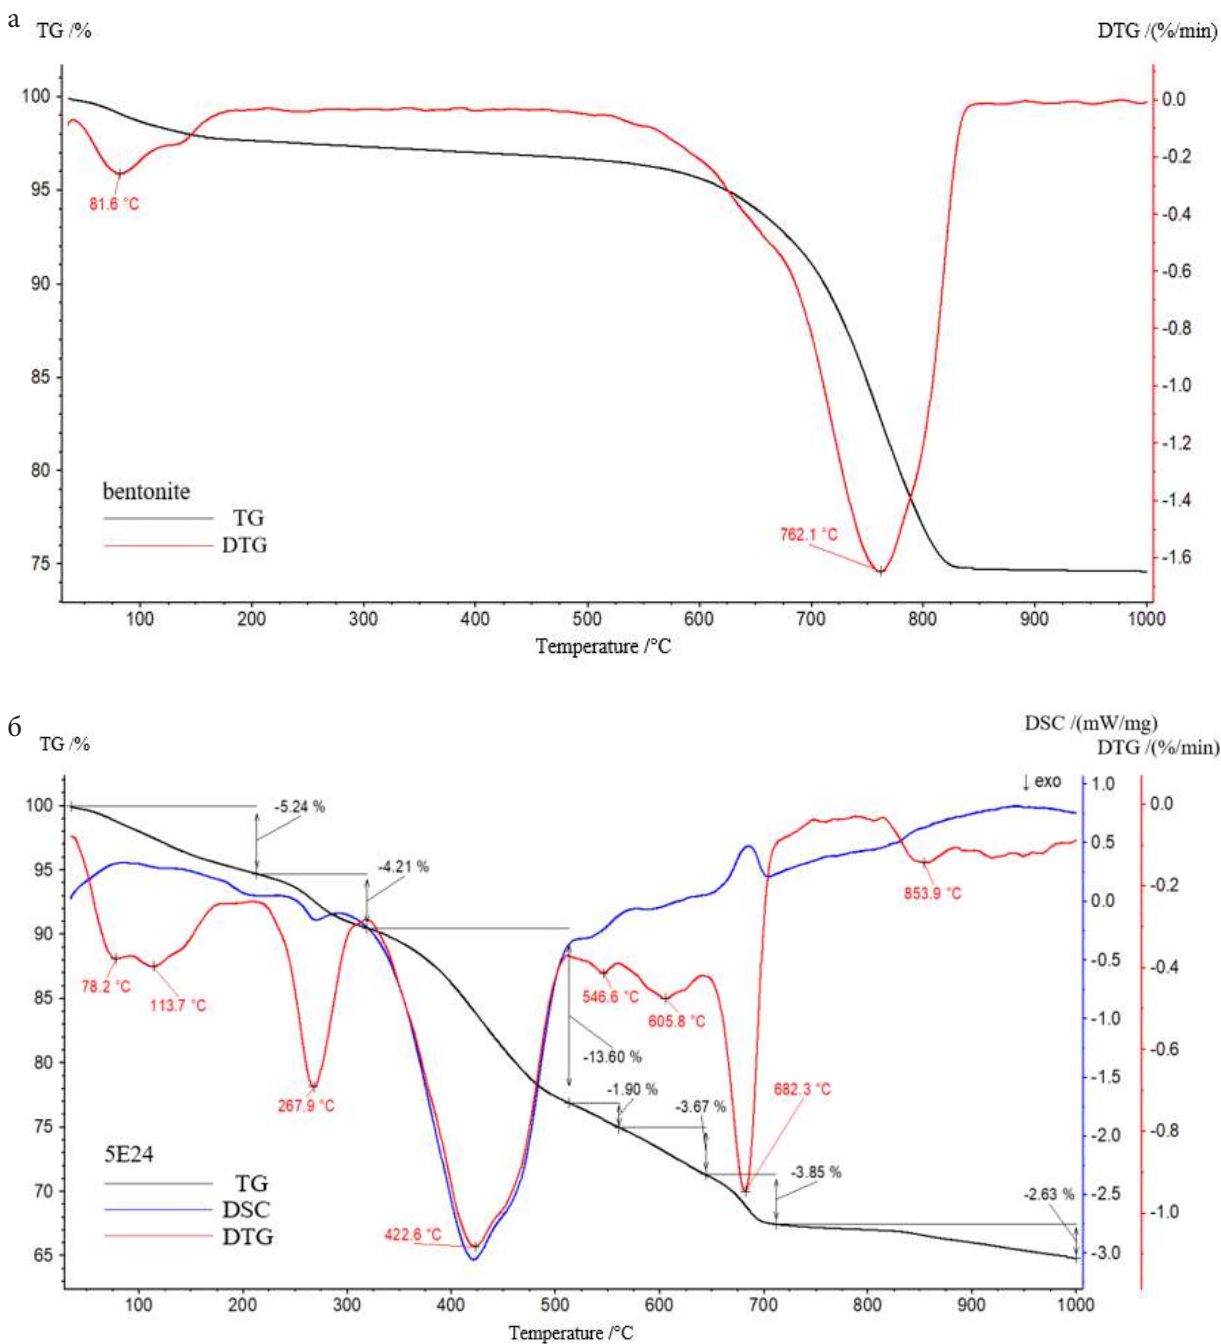 а
TG /%
DTG /(%/min)
100
95
90
85
80
75
0.0
-0.2
-0.4
-0.6
-0.8
-1.0
-1.2
-1.4
-1.6
81.6 °C
762.1 °C
bentonite
TG
DTG
100 200 300 400 500 600 700 800 900 1000
Temperature /°C
б
TG /%
DSC /(mW/mg)
DTG /(%/min)
↓ exo
100
95
90
85
80
75
70
65
1.0
0.5
0.0
-0.5
-1.0
-1.5
-2.0
-2.5
-3.0
0.0
-0.2
-0.4
-0.6
-0.8
-1.0
-5.24 %
-4.21 %
-13.60 %
-1.90 %
-3.67 %
-3.85 %
-2.63 %
78.2 °C
113.7 °C
267.9 °C
422.6 °C
546.6 °C
605.8 °C
682.3 °C
853.9 °C
5E24
TG
DSC
DTG
100 200 300 400 500 600 700 800 900 1000
Temperature /°C